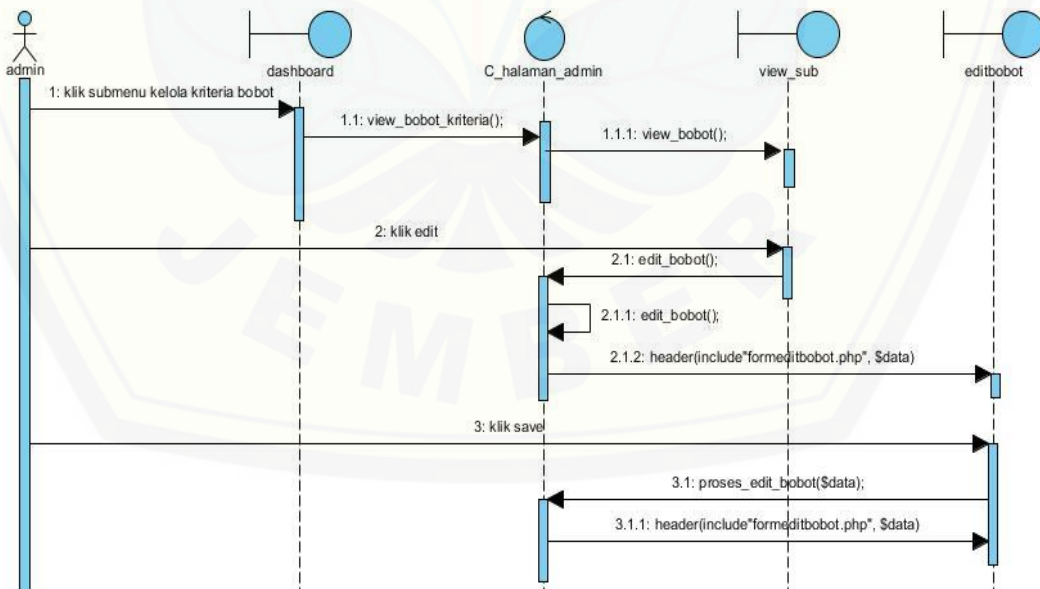 admin
dashboard
C_halaman_admin
view_sub
editbobot
1: klik submenu kelola kriteria bobot
1.1: view_bobot_kriteria();
1.1.1: view_bobot();
2: klik edit
2.1: edit_bobot();
2.1.1: edit_bobot();
2.1.2: header(include"formeditbobot.php", $data)
3: klik save
3.1: proses_edit_bobot($data);
3.1.1: header(include"formeditbobot.php", $data)
JEMBER